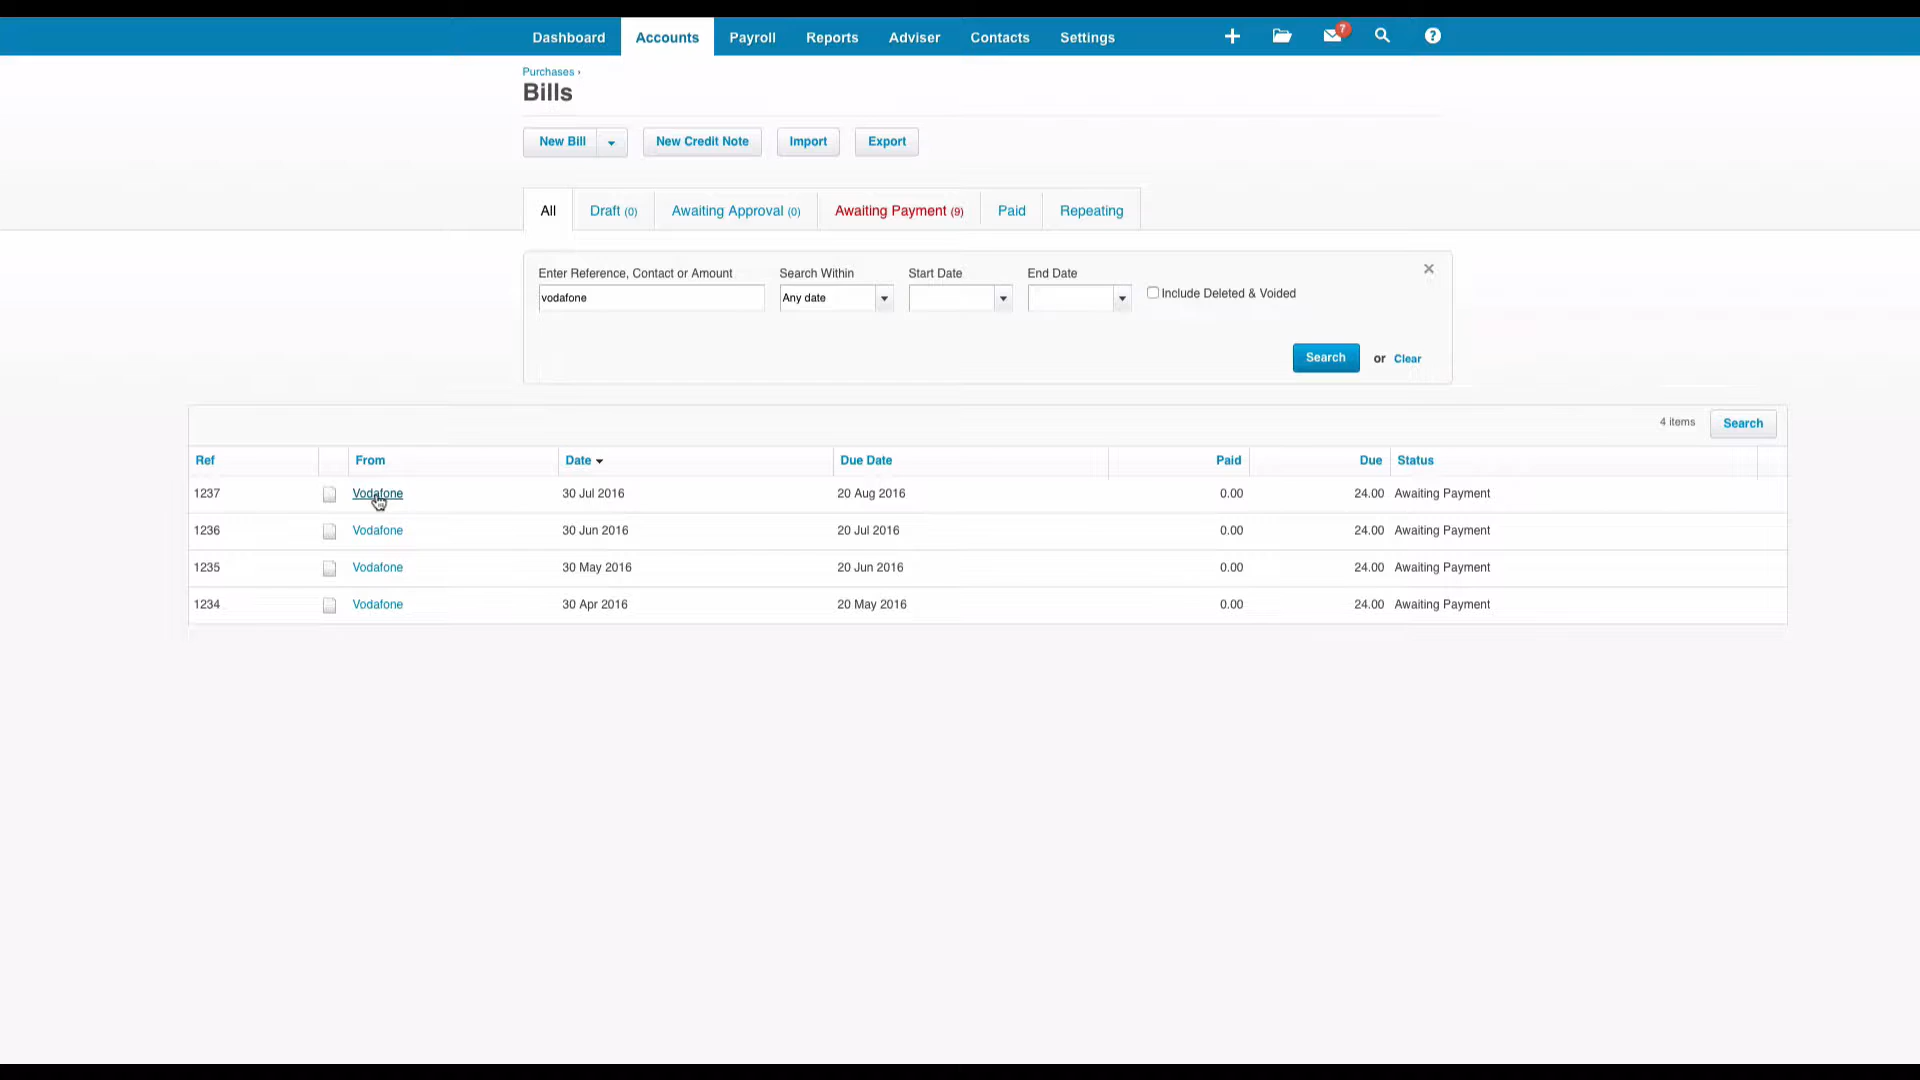 Dashboard Accounts Payroll Reports Adviser Contacts Settings 7 ?
Purchases ›
Bills
New Bill New Credit Note Import Export
All Draft (0) Awaiting Approval (0) Awaiting Payment (9) Paid Repeating
Enter Reference, Contact or Amount Search Within Start Date End Date
vodafone Any date Include Deleted & Voided
Search or Clear
4 items Search
Ref From Date Due Date Paid Due Status
1237 Vodafone 30 Jul 2016 20 Aug 2016 0.00 24.00 Awaiting Payment
1236 Vodafone 30 Jun 2016 20 Jul 2016 0.00 24.00 Awaiting Payment
1235 Vodafone 30 May 2016 20 Jun 2016 0.00 24.00 Awaiting Payment
1234 Vodafone 30 Apr 2016 20 May 2016 0.00 24.00 Awaiting Payment